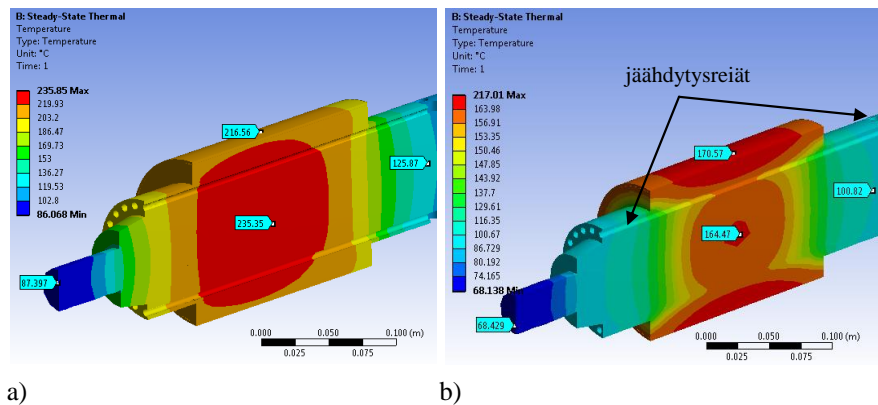 B: Steady-State Thermal
Temperature
Type: Temperature
Unit: °C
Time: 1
235.85 Max
219.93
203.2
186.47
169.73
153
136.27
119.53
102.8
86.068 Min
216.56
125.87
235.35
87.397
0.000
0.100 (m)
0.025
0.075
a)
B: Steady-State Thermal
Temperature
Type: Temperature
Unit: °C
Time: 1
jäähdytysreiät
217.01 Max
163.98
156.91
153.35
150.46
147.85
143.92
137.7
129.61
116.35
100.67
86.729
80.192
74.165
68.138 Min
170.57
100.82
164.47
68.429
0.000
0.100 (m)
0.025
0.075
b)